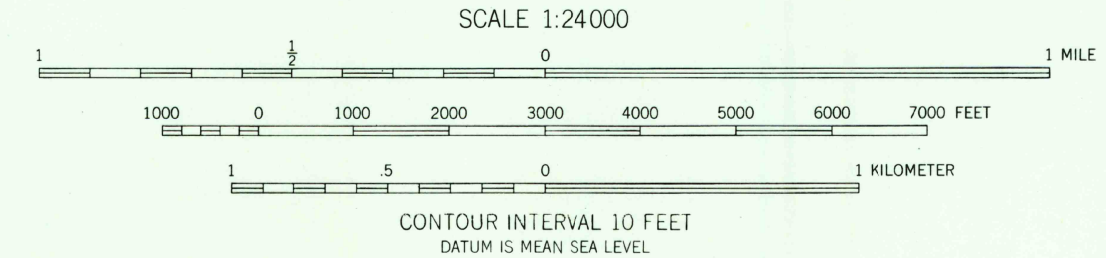 SCALE 1:24000
1 1/2 0 1 MILE
1000 0 1000 2000 3000 4000 5000 6000 7000 FEET
1 .5 0 1 KILOMETER
CONTOUR INTERVAL 10 FEET
DATUM IS MEAN SEA LEVEL